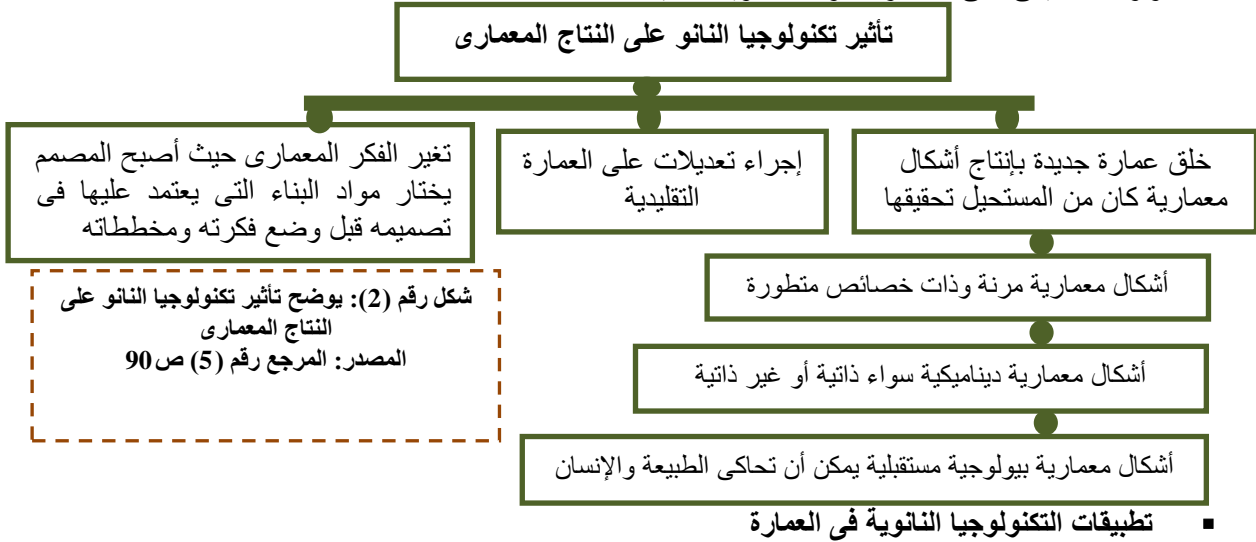 تأثير تكنولوجيا النانو على النتاج المعمارى
خلق عمارة جديدة بإنتاج أشكال
معمارية كان من المستحيل تحقيقها
إجراء تعديلات على العمارة
التقليدية
تغير الفكر المعمارى حيث أصبح المصمم
يختار مواد البناء التى يعتمد عليها فى
تصميمه قبل وضع فكرته ومخططاته
أشكال معمارية مرنة وذات خصائص متطورة
أشكال معمارية ديناميكية سواء ذاتية أو غير ذاتية
أشكال معمارية بيولوجية مستقبلية يمكن أن تحاكى الطبيعة والإنسان
شكل رقم (2): يوضح تأثير تكنولوجيا النانو على
النتاج المعمارى
المصدر: المرجع رقم (5) ص 90
▪ تطبيقات التكنولوجيا النانوية فى العمارة